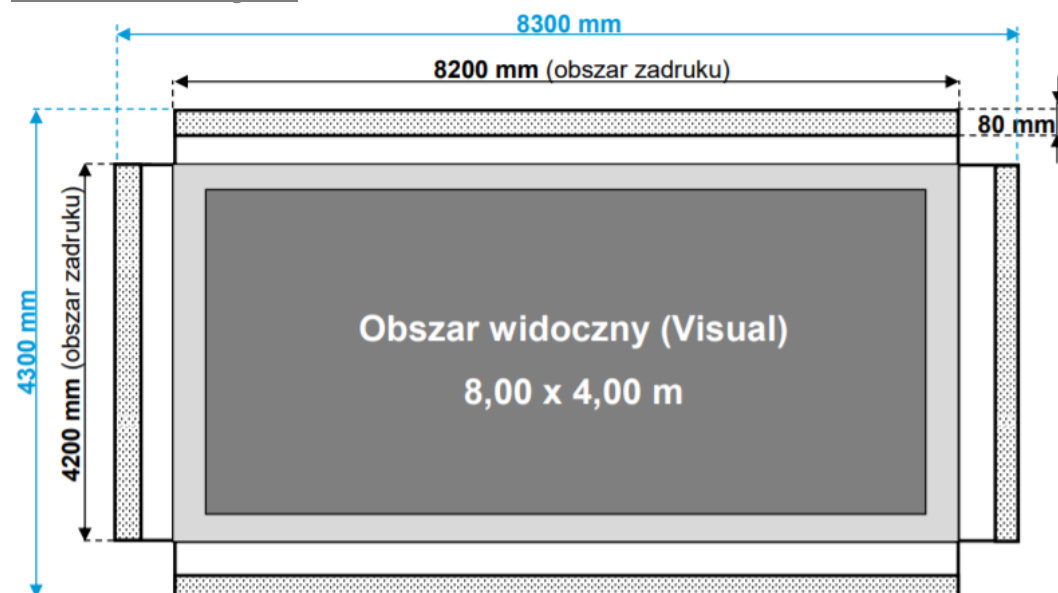 8300 mm
8200 mm (obszar zadruku)
80 mm
4300 mm
4200 mm (obszar zadruku)
Obszar widoczny (Visual)
8,00 x 4,00 m